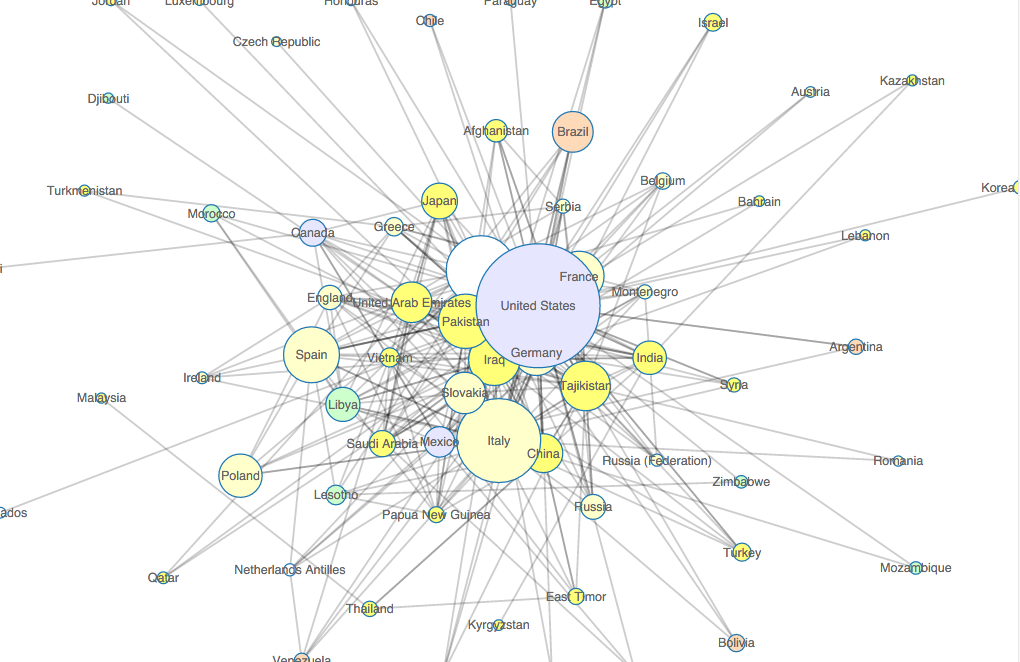 Jordan
Luxembourg
Honduras
Paraguay
Egypt
Chile
Israel
Czech Republic
Kazakhstan
Austria
Djibouti
Afghanistan
Brazil
Belgium
Turkmenistan
Korea
Japan
Bahrain
Serbia
Morocco
Greece
Canada
Lebanon
i
France
Montenegro
England
United Arab Emirates
United States
Pakistan
Argentina
Germany
Spain
Vietnam
Iraq
India
Ireland
Syria
Tajikistan
Slovakia
Malaysia
Libya
Saudi Arabia
Mexico
Italy
China
Russia (Federation)
Romania
Poland
Zimbabwe
Lesotho
Russia
ados
Papua New Guinea
Turkey
Mozambique
Netherlands Antilles
Qatar
East Timor
Thailand
Kyrgyzstan
Bolivia
Venezuela